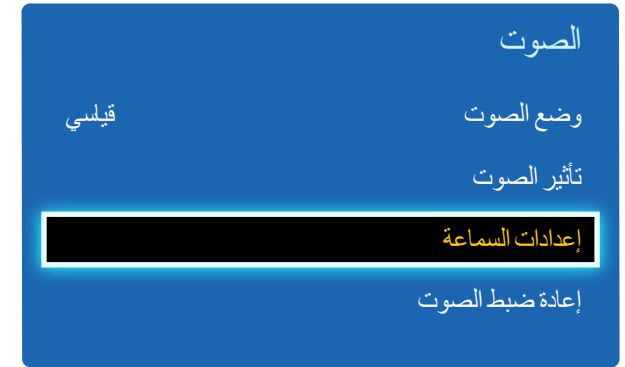 الصوت
وضع الصوت قياسي
تأثير الصوت
إعدادات السماعة
إعادة ضبط الصوت